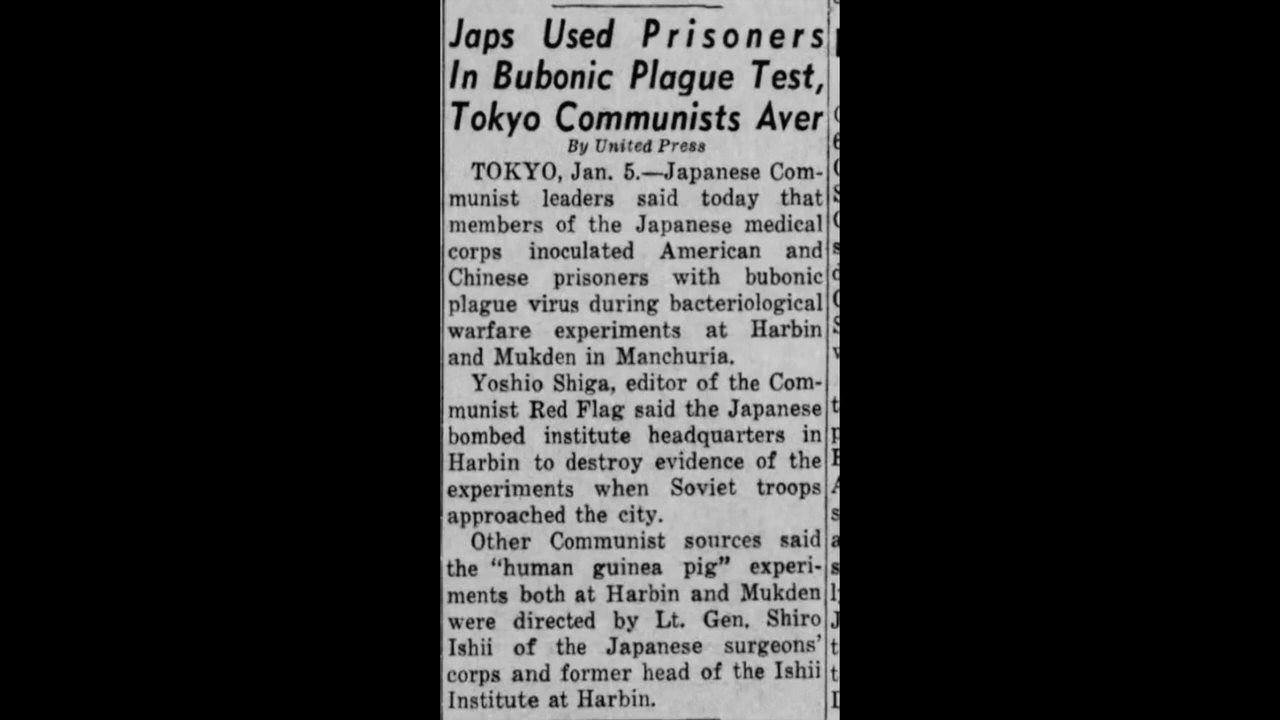 Japs Used Prisoners
In Bubonic Plague Test,
Tokyo Communists Aver
By United Press
TOKYO, Jan. 5.—Japanese Com-
munist leaders said today that
members of the Japanese medical
corps inoculated American and
Chinese prisoners with bubonic
plague virus during bacteriological
warfare experiments at Harbin
and Mukden in Manchuria.
Yoshio Shiga, editor of the Com-
munist Red Flag said the Japanese
bombed institute headquarters in
Harbin to destroy evidence of the
experiments when Soviet troops
approached the city.
Other Communist sources said
the “human guinea pig” experi-
ments both at Harbin and Mukden
were directed by Lt. Gen. Shiro
Ishii of the Japanese surgeons’
corps and former head of the Ishii
Institute at Harbin.